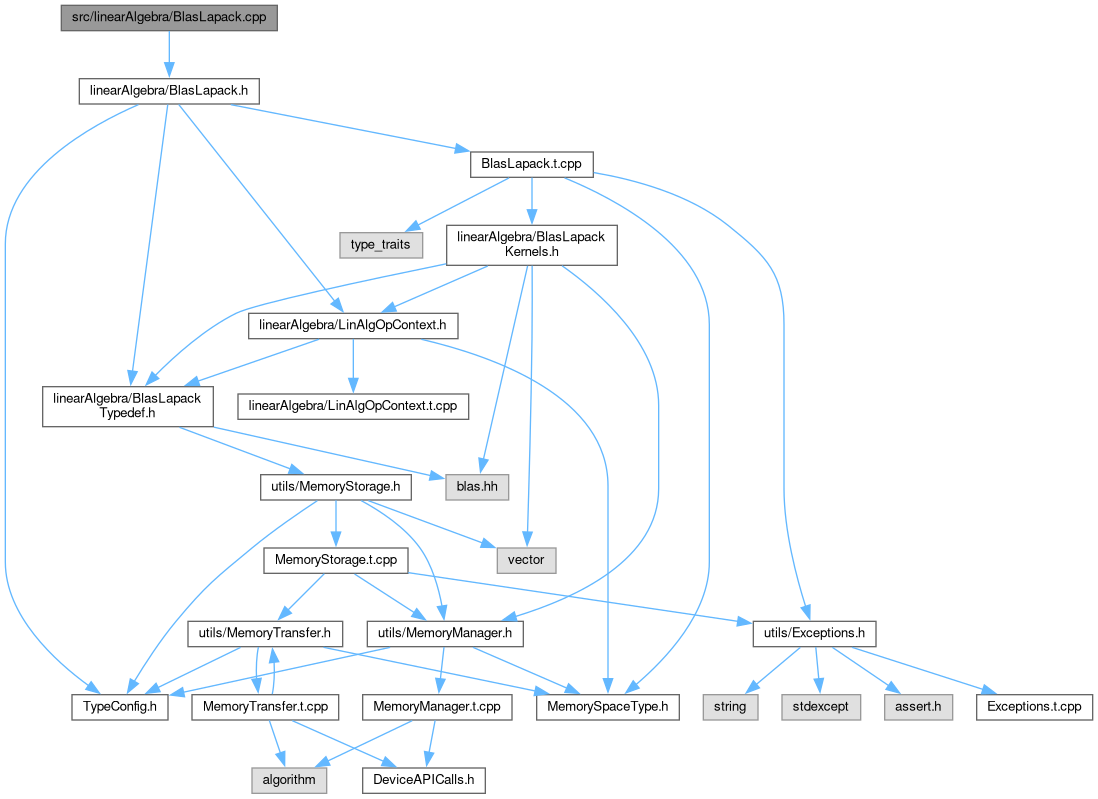 src/linearAlgebra/BlasLapack.cpp
linearAlgebra/BlasLapack.h
BlasLapack.t.cpp
type_traits
linearAlgebra/BlasLapack
Kernels.h
linearAlgebra/LinAlgOpContext.h
linearAlgebra/BlasLapack
Typedef.h
linearAlgebra/LinAlgOpContext.t.cpp
utils/MemoryStorage.h
blas.hh
MemoryStorage.t.cpp
vector
utils/MemoryTransfer.h
utils/MemoryManager.h
utils/Exceptions.h
TypeConfig.h
MemoryTransfer.t.cpp
MemoryManager.t.cpp
MemorySpaceType.h
string
stdexcept
assert.h
Exceptions.t.cpp
algorithm
DeviceAPICalls.h